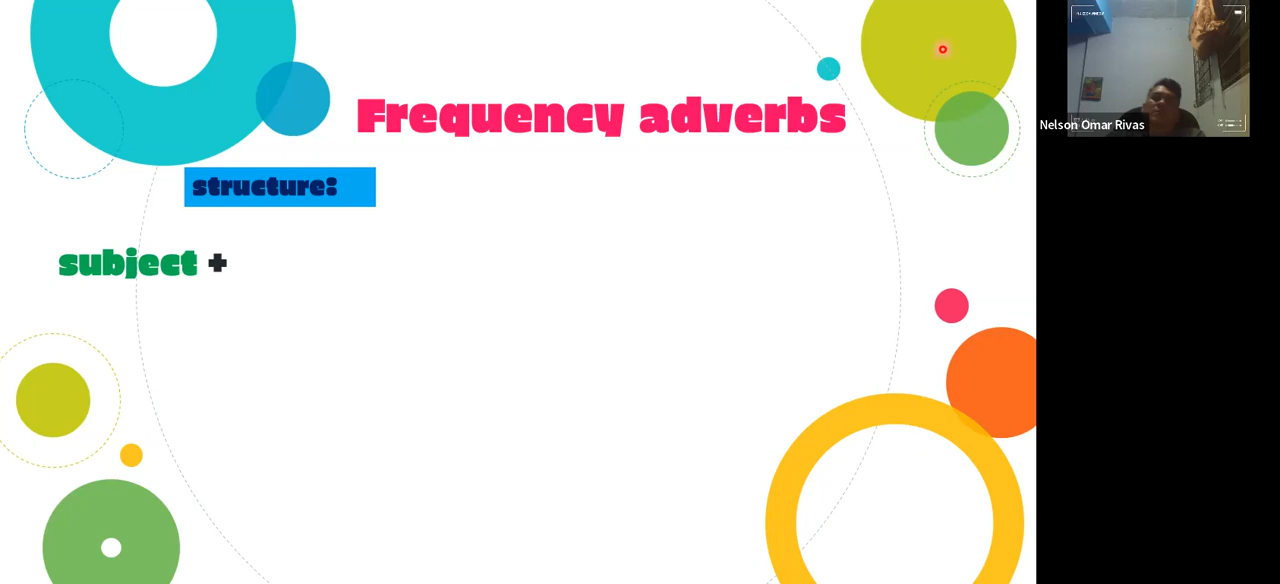 Frequency adverbs
structure:
subject +
Nelson Omar Rivas